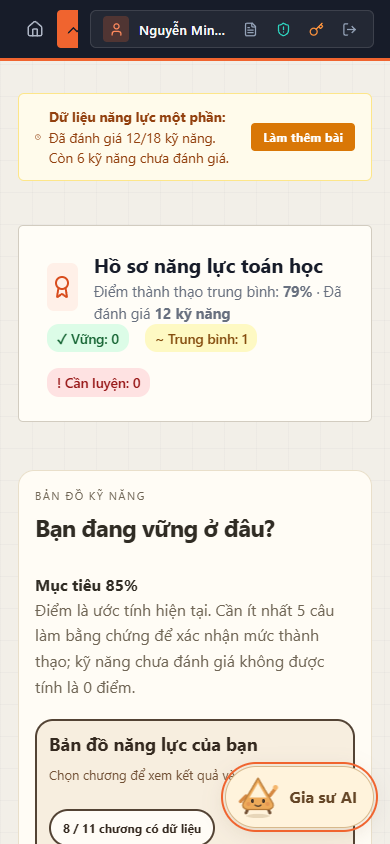 Nguyễn Min...
Dữ liệu năng lực một phần:
Đã đánh giá 12/18 kỹ năng.
Còn 6 kỹ năng chưa đánh giá.
Làm thêm bài
Hồ sơ năng lực toán học
Điểm thành thạo trung bình: 79% · Đã
đánh giá 12 kỹ năng
✓ Vững: 0
~ Trung bình: 1
! Cần luyện: 0
BẢN ĐỒ KỸ NĂNG
Bạn đang vững ở đâu?
Mục tiêu 85%
Điểm là ước tính hiện tại. Cần ít nhất 5 câu
làm bằng chứng để xác nhận mức thành
thạo; kỹ năng chưa đánh giá không được
tính là 0 điểm.
Bản đồ năng lực của bạn
Chọn chương để xem kết quả
Gia sư AI
8 / 11 chương có dữ liệu